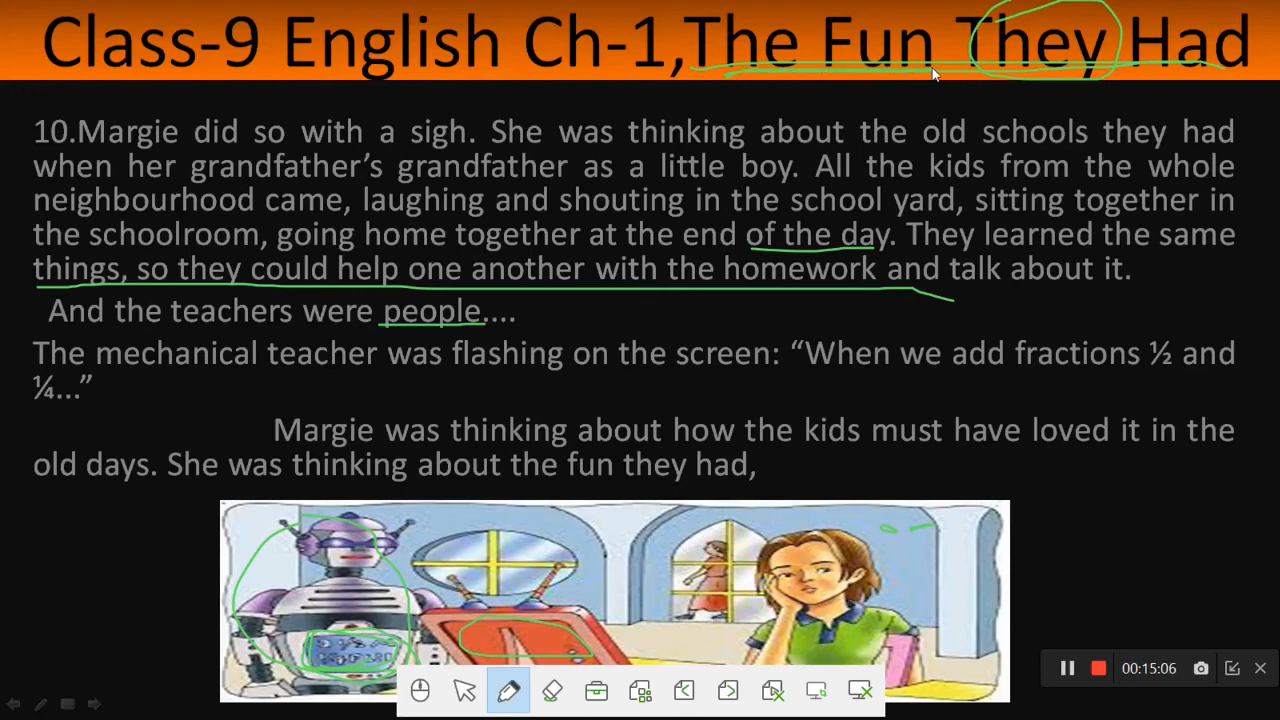 Class-9 English Ch-1,The Fun They Had
10.Margie did so with a sigh. She was thinking about the old schools they had
when her grandfather’s grandfather as a little boy. All the kids from the whole
neighbourhood came, laughing and shouting in the school yard, sitting together in
the schoolroom, going home together at the end of the day. They learned the same
things, so they could help one another with the homework and talk about it.
And the teachers were people....
The mechanical teacher was flashing on the screen: “When we add fractions ½ and
¼...”
Margie was thinking about how the kids must have loved it in the
old days. She was thinking about the fun they had,
00:15:06